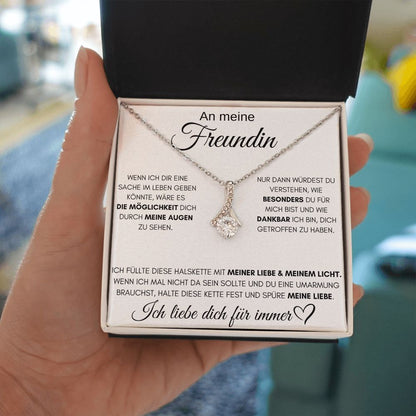 An meine
Freundin
WENN ICH DIR EINE
SACHE IM LEBEN GEBEN
KÖNNTE, WÄRE ES
DIE MÖGLICHKEIT DICH
DURCH MEINE AUGEN
ZU SEHEN.
NUR DANN WÜRDEST DU
VERSTEHEN, WIE
BESONDERS DU FÜR
MICH BIST UND WIE
DANKBAR ICH BIN, DICH
GETROFFEN ZU HABEN.
ICH FÜLLTE DIESE HALSKETTE MIT MEINER LIEBE & MEINEM LICHT.
WENN ICH MAL NICHT DA SEIN SOLLTE UND DU EINE UMARMUNG
BRAUCHST, HALTE DIESE KETTE FEST UND SPÜRE MEINE LIEBE.
Ich liebe dich für immer